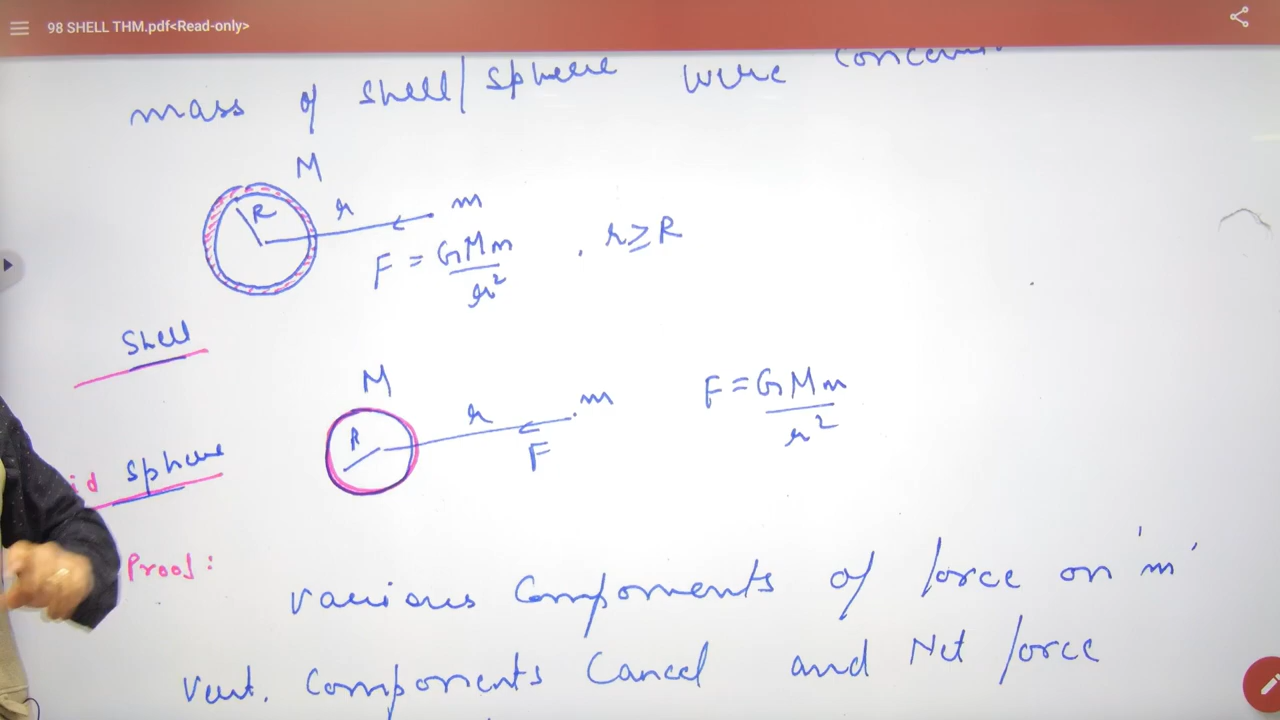 98 SHELL THM.pdf<Read-only>
mass of shell/sphere were
M
R r m
F = GMm/r² , r ≥ R
Shell
M
R r m
F
F = GMm/r²
id Sphere
Proof:
various components of force on 'm'
vert. components cancel and Net force